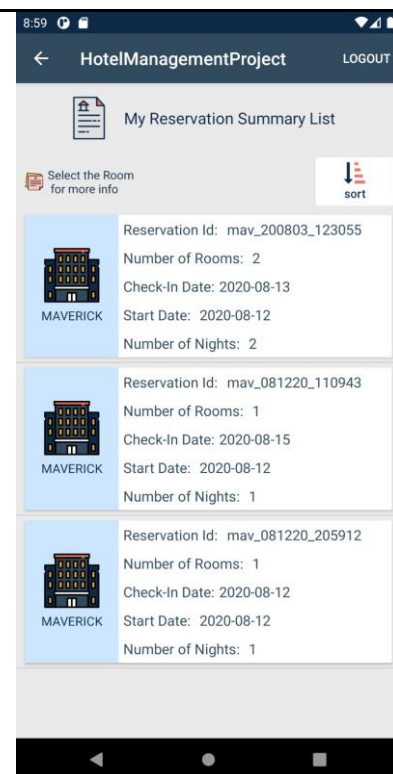 8:59
HotelManagementProject
LOGOUT
My Reservation Summary List
Select the Room
for more info
sort
Reservation Id: mav_200803_123055
Number of Rooms: 2
Check-In Date: 2020-08-13
Start Date: 2020-08-12
Number of Nights: 2
MAVERICK
Reservation Id: mav_081220_110943
Number of Rooms: 1
Check-In Date: 2020-08-15
Start Date: 2020-08-12
Number of Nights: 1
MAVERICK
Reservation Id: mav_081220_205912
Number of Rooms: 1
Check-In Date: 2020-08-12
Start Date: 2020-08-12
Number of Nights: 1
MAVERICK